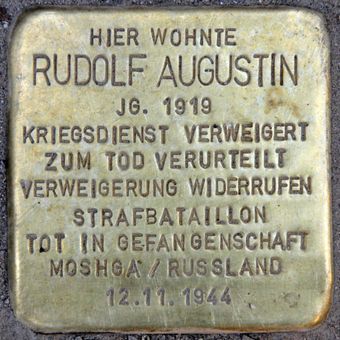 HIER WOHNTE
RUDOLF AUGUSTIN
JG. 1919
KRIEGSDIENST VERWEIGERT
ZUM TOD VERURTEILT
VERWEIGERUNG WIDERRUFEN
STRAFBATAILLON
TOT IN GEFANGENSCHAFT
MOSHGA / RUSSLAND
12.11.1944